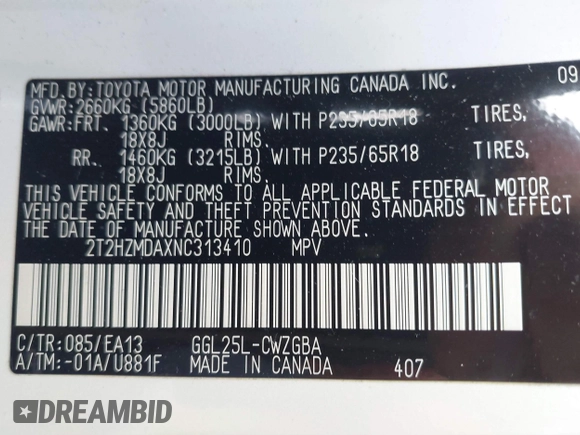 MFD.BY:TOYOTA MOTOR MANUFACTURING CANADA INC. 09
GVWR:2660KG (5860LB)
GAWR:FRT. 1360KG (3000LB) WITH P235/65R18 TIRES,
18X8J RIMS.
RR. 1460KG (3215LB) WITH P235/65R18 TIRES,
18X8J RIMS.
THIS VEHICLE CONFORMS TO ALL APPLICABLE FEDERAL MOTOR
VEHICLE SAFETY AND THEFT PREVENTION STANDARDS IN EFFECT
THE DATE OF MANUFACTURE SHOWN ABOVE.
2T2HZMDAXNC313410 MPV
C/TR:085/EA13 GGL25L-CWZGBA
A/TM:-01A/U881F MADE IN CANADA 407
DREAMBID